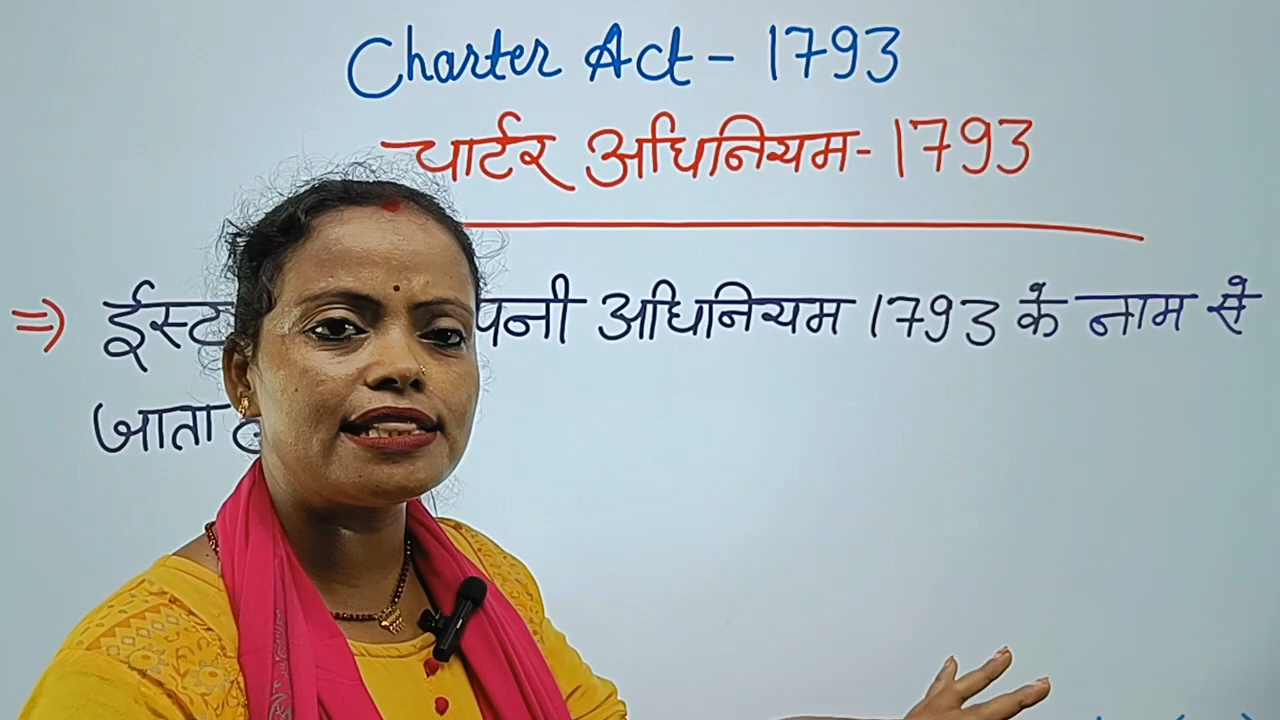 Charter Act - 1793
चार्टर अधिनियम - 1793
=> ईस्ट पनी अधिनियम 1793 के नाम से
जाता